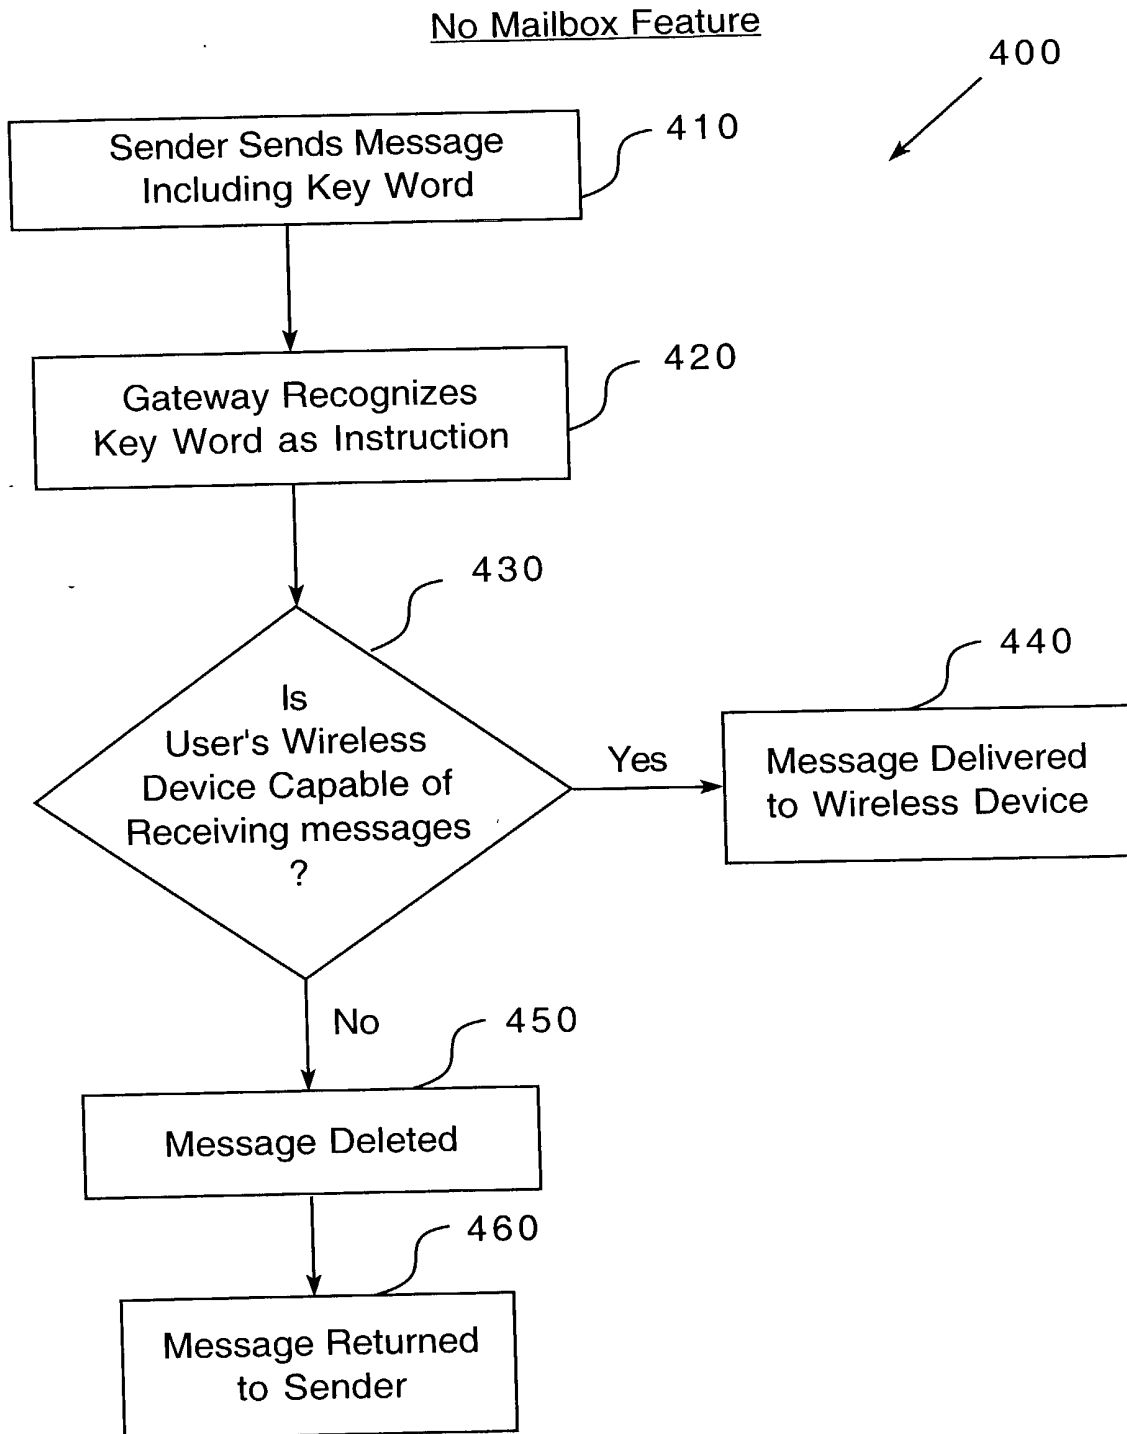 No Mailbox Feature
400
Sender Sends Message
Including Key Word
410
Gateway Recognizes
Key Word as Instruction
420
430
Is
User's Wireless
Device Capable of
Receiving messages
?
Yes
440
Message Delivered
to Wireless Device
No
450
Message Deleted
460
Message Returned
to Sender